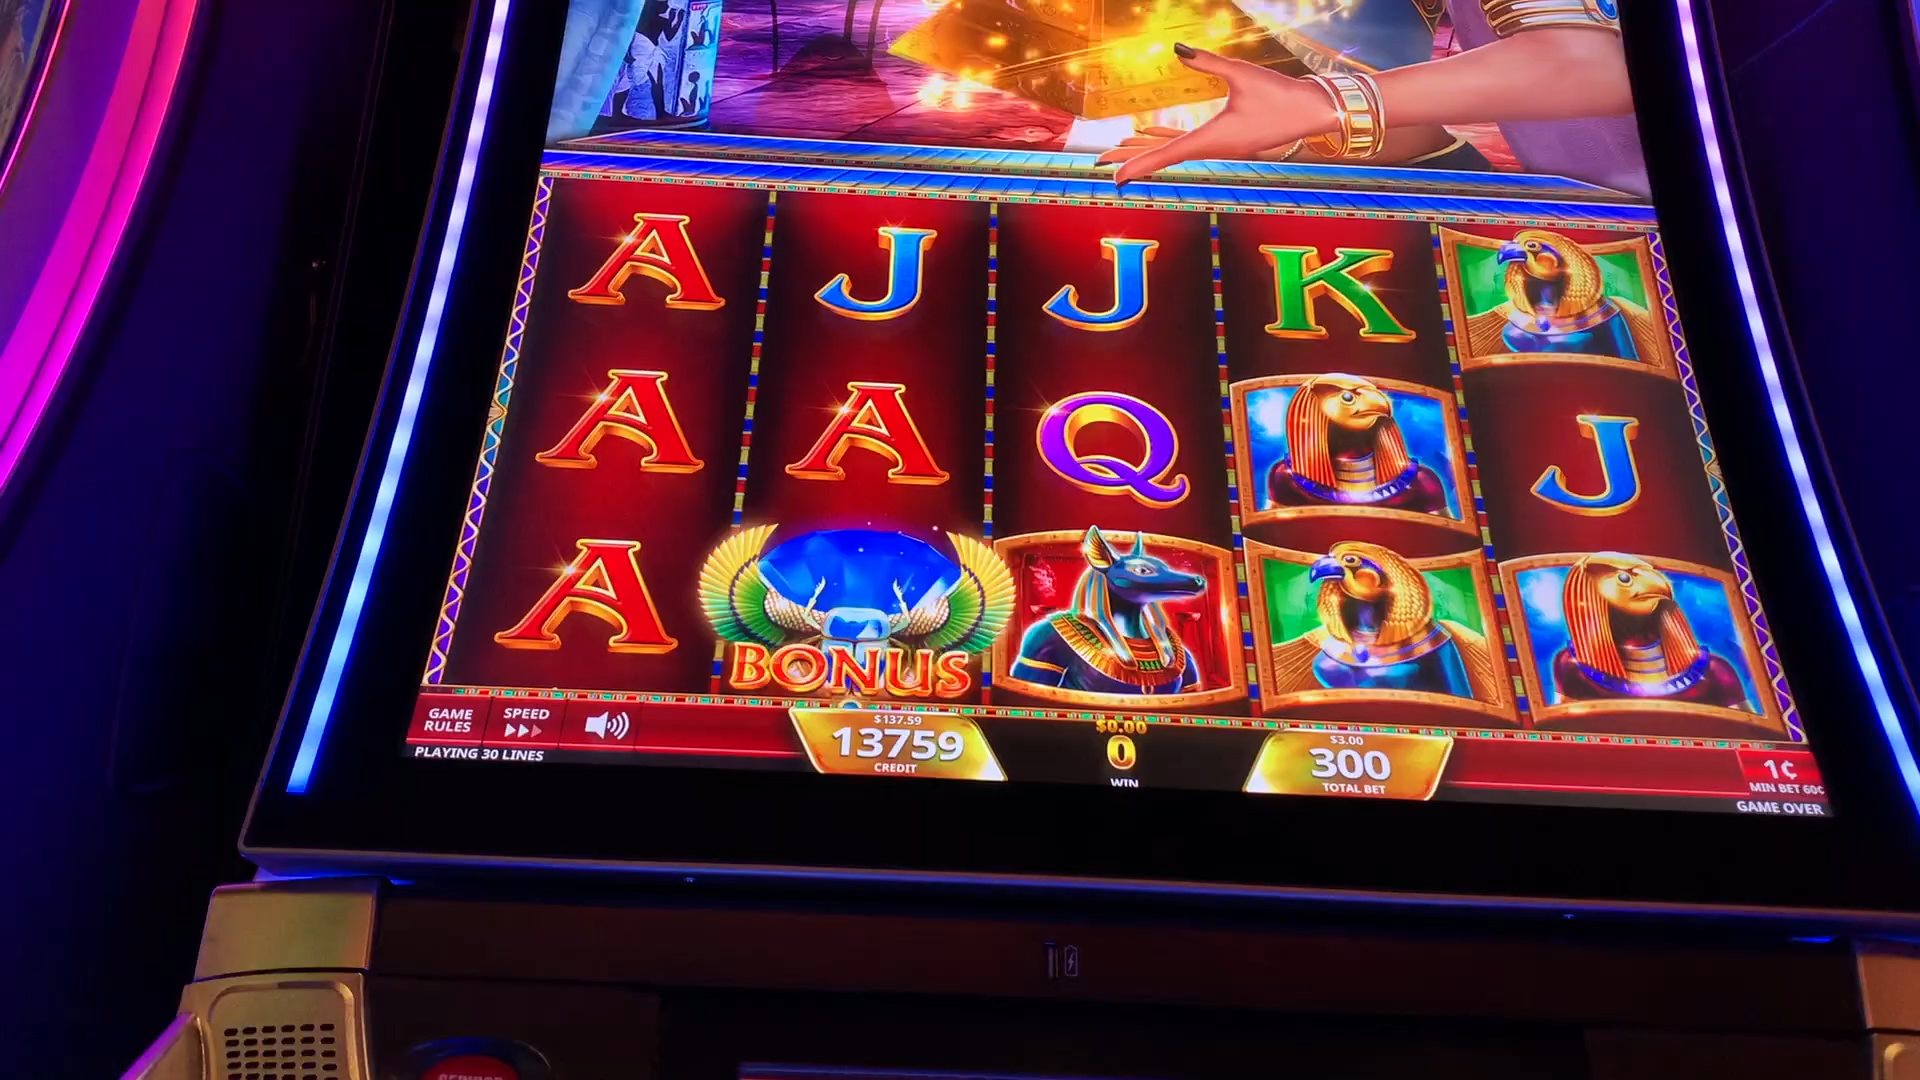 A J J K
A A Q J
A BONUS
GAME
RULES
SPEED
PLAYING 30 LINES
$137.59
13759
CREDIT
$0.00
0
WIN
$3.00
300
TOTAL BET
1¢
MIN BET 60¢
GAME OVER